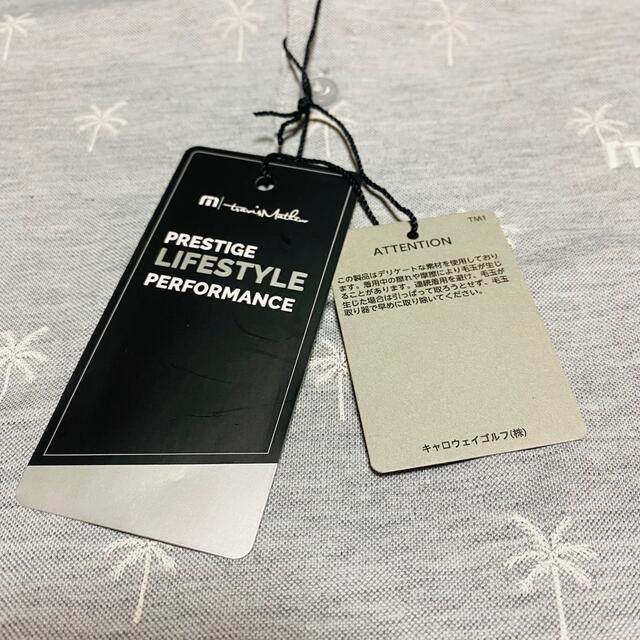 m travisMathew
PRESTIGE
LIFESTYLE
PERFORMANCE
TM1
ATTENTION
この製品はデリケートな素材を使用しており
ます。着用中の擦れや摩擦により毛玉が生じ
ることがあります。連続着用を避け、毛玉が
生じた場合は引っぱって取ろうとせず、毛玉
取り器で早めに取り除いてください。
キャロウェイゴルフ(株)